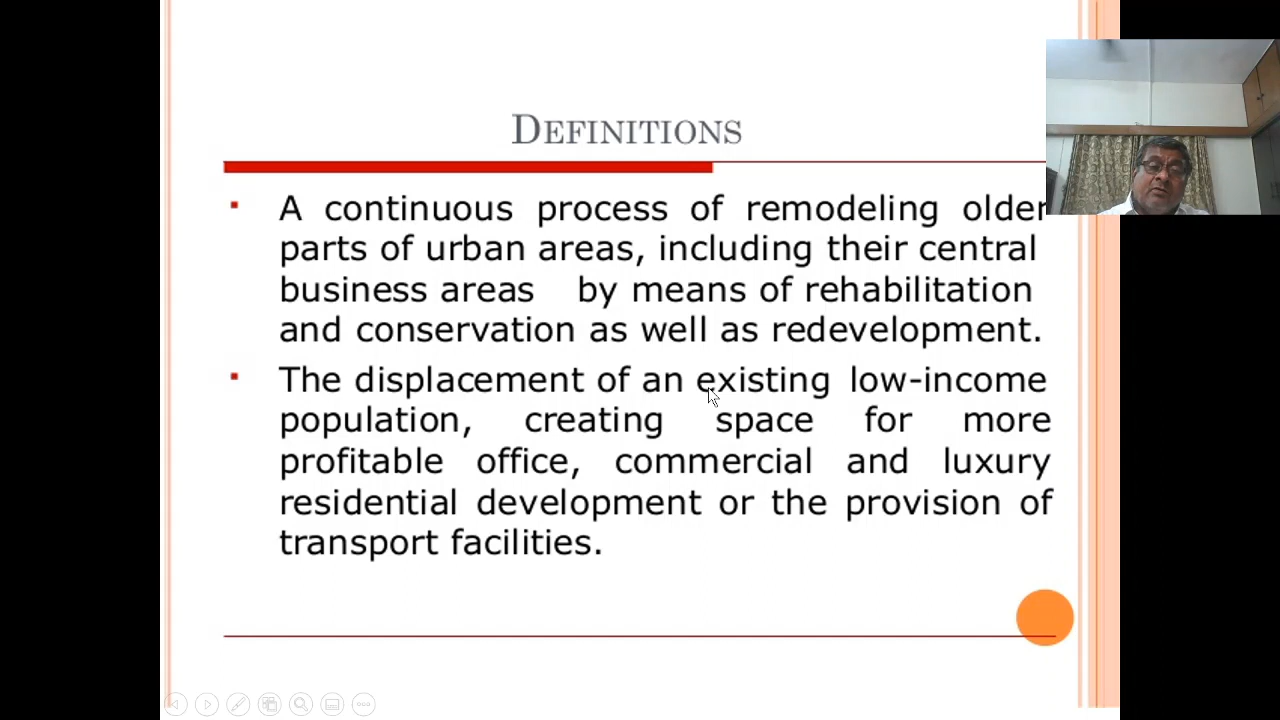 DEFINITIONS
A continuous process of remodeling older
parts of urban areas, including their central
business areas by means of rehabilitation
and conservation as well as redevelopment.
The displacement of an existing low-income
population, creating space for more
profitable office, commercial and luxury
residential development or the provision of
transport facilities.